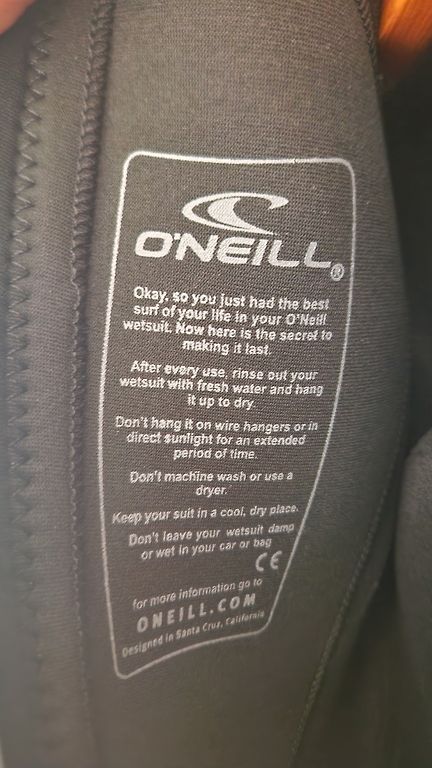 O'NEILL®
Okay, so you just had the best
surf of your life in your O'Neill
wetsuit. Now here is the secret to
making it last.
After every use, rinse out your
wetsuit with fresh water and hang
it up to dry.
Don't hang it on wire hangers or in
direct sunlight for an extended
period of time.
Don't machine wash or use a
dryer.
Keep your suit in a cool, dry place.
Don't leave your wetsuit damp
or wet in your car or bag
CE
for more information go to
ONEILL.COM
Designed in Santa Cruz, California